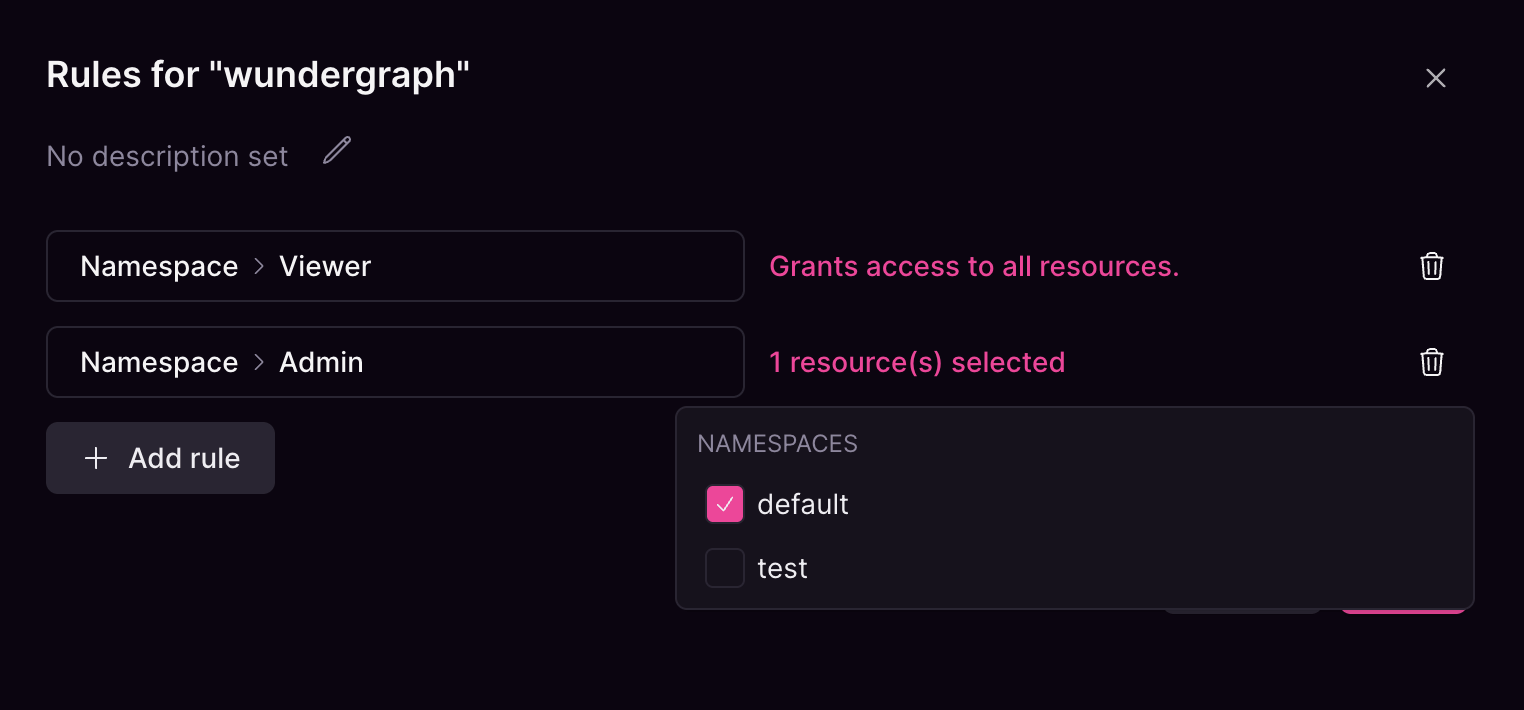 Rules for "wundergraph"
No description set
Namespace > Viewer
Grants access to all resources.
Namespace > Admin
1 resource(s) selected
Add rule
NAMESPACES
default
test